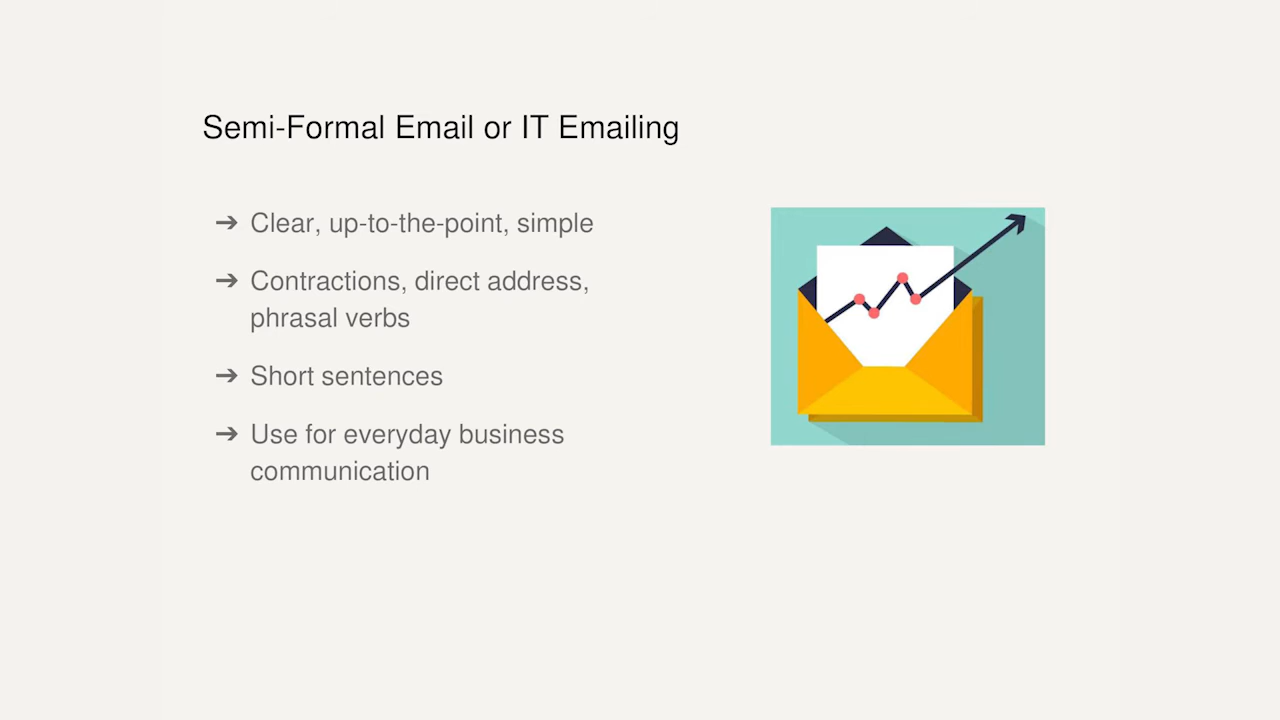 Semi-Formal Email or IT Emailing
➔ Clear, up-to-the-point, simple
➔ Contractions, direct address,
phrasal verbs
➔ Short sentences
➔ Use for everyday business
communication